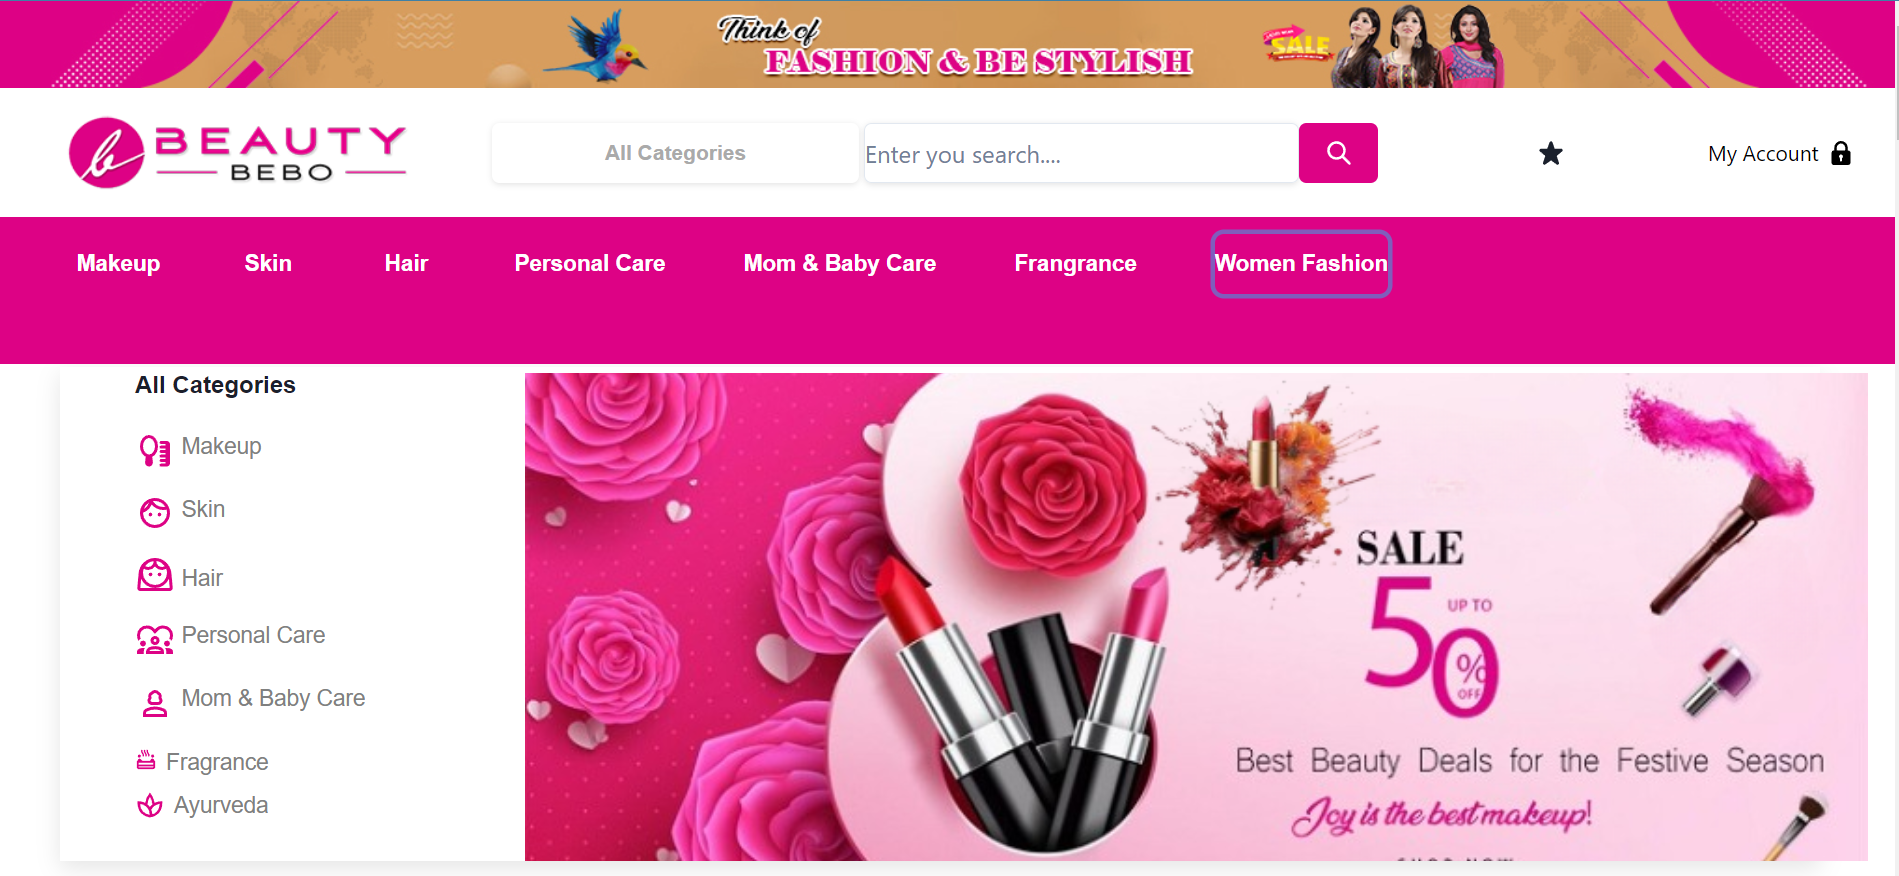 Think of
FASHION & BE STYLISH
SALE
BEAUTY
BEBO
All Categories
Enter you search....
My Account
Makeup
Skin
Hair
Personal Care
Mom & Baby Care
Frangrance
Women Fashion
All Categories
Makeup
Skin
Hair
Personal Care
Mom & Baby Care
Fragrance
Ayurveda
SALE
UP TO
50%
OFF
Best Beauty Deals for the Festive Season
Joy is the best makeup!